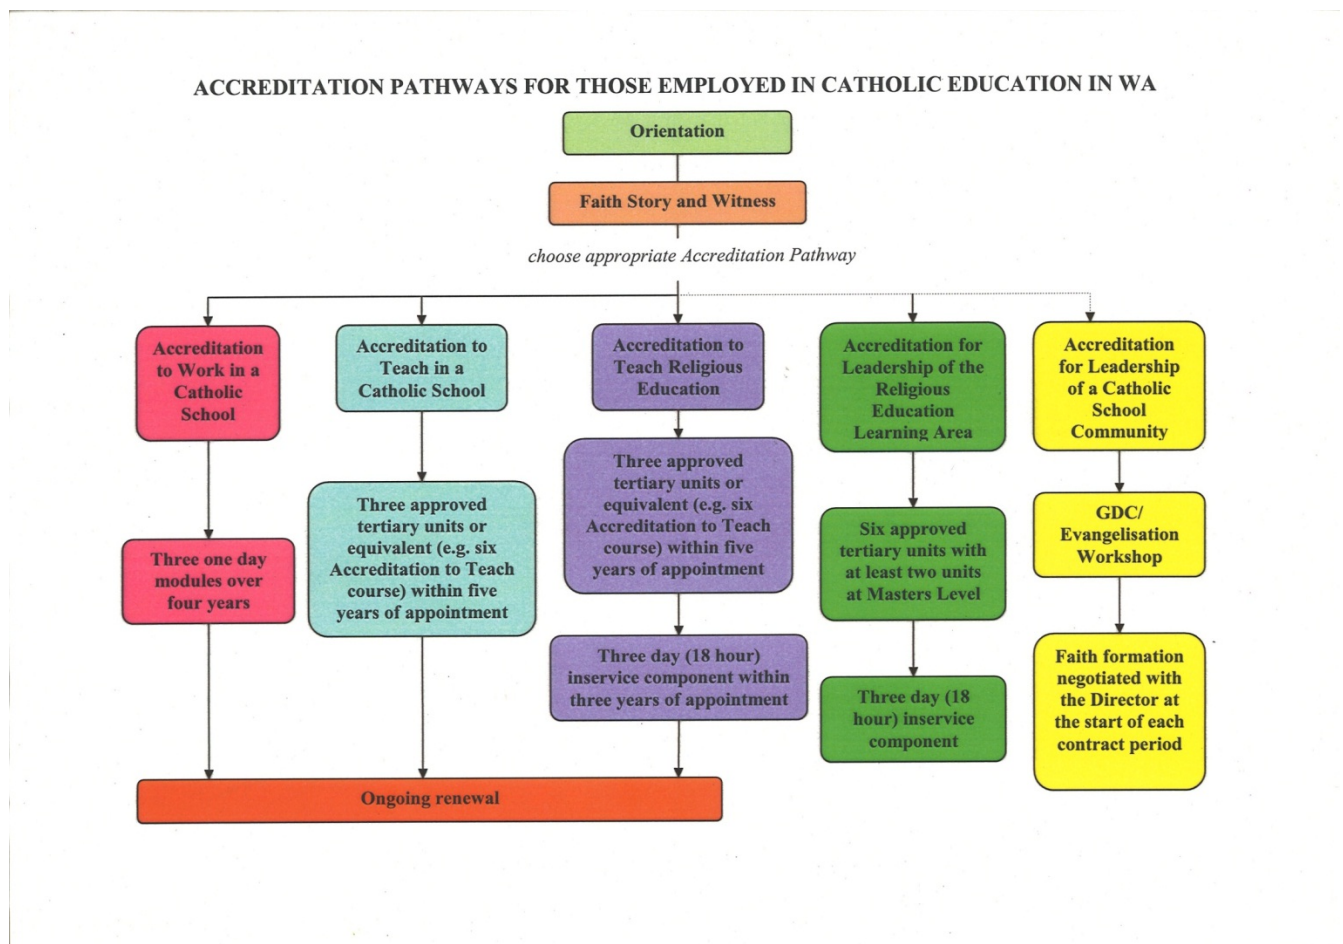 ACCREDITATION PATHWAYS FOR THOSE EMPLOYED IN CATHOLIC EDUCATION IN WA
Orientation
Faith Story and Witness
choose appropriate Accreditation Pathway
Accreditation
to Work in a
Catholic
School
Three one day
modules over
four years
Accreditation to
Teach in a
Catholic School
Three approved
tertiary units or
equivalent (e.g. six
Accreditation to Teach
course) within five
years of appointment
Accreditation to
Teach Religious
Education
Three approved
tertiary units or
equivalent (e.g. six
Accreditation to Teach
course) within five
years of appointment
Three day (18 hour)
inservice component within
three years of appointment
Accreditation for
Leadership of the
Religious
Education
Learning Area
Six approved
tertiary units with
at least two units
at Masters Level
Three day (18
hour) inservice
component
Accreditation
for Leadership
of a Catholic
School
Community
GDC/
Evangelisation
Workshop
Faith formation
negotiated with
the Director at
the start of each
contract period
Ongoing renewal